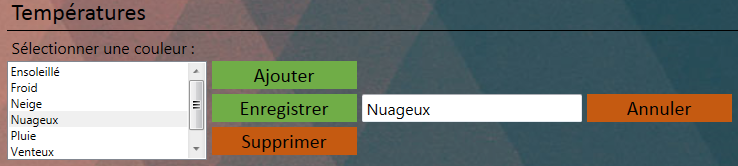 Températures
Sélectionner une couleur :
Ensoleillé
Froid
Neige
Nuageux
Pluie
Venteux
Ajouter
Enregistrer
Nuageux
Annuler
Supprimer